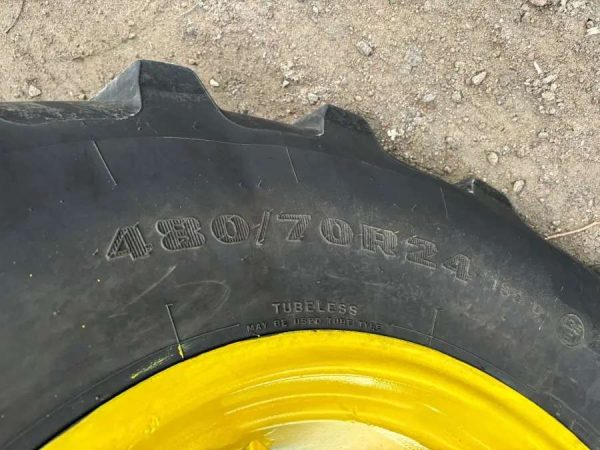 480/70R24
TUBELESS
MAY BE USED TUBE TYPE